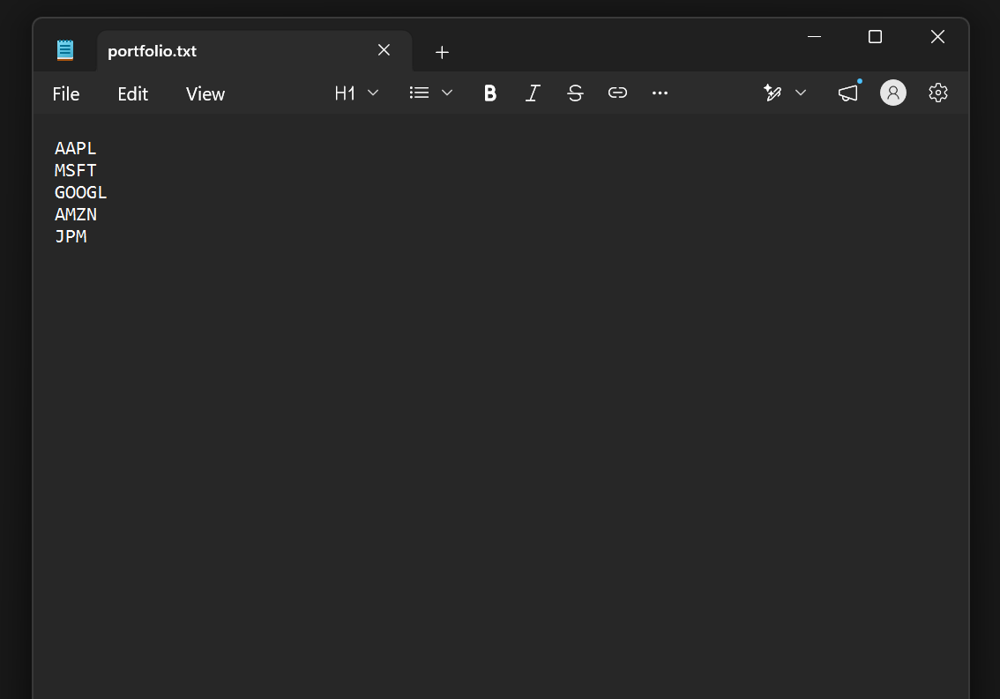 portfolio.txt
File Edit View H1
AAPL
MSFT
GOOGL
AMZN
JPM